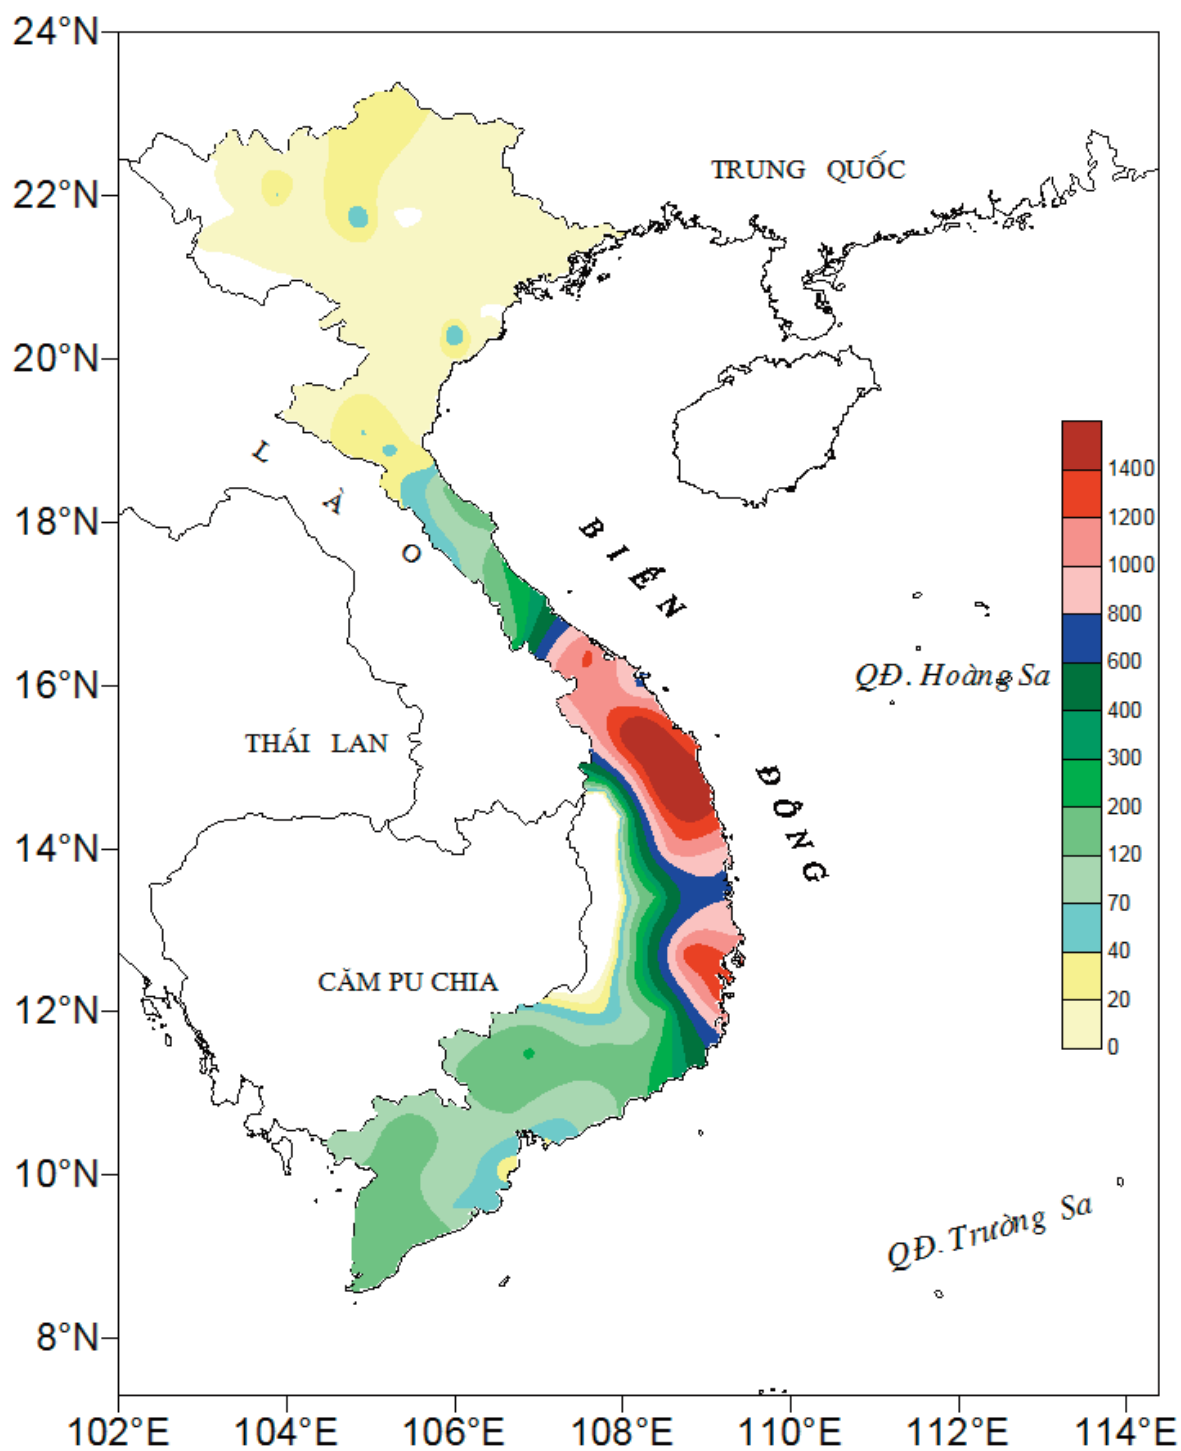 24°N
22°N
20°N
18°N
16°N
14°N
12°N
10°N
8°N
102°E 104°E 106°E 108°E 110°E 112°E 114°E
TRUNG QUỐC
LÀO
BIỂN
ĐÔNG
QĐ. Hoàng Sa
THÁI LAN
CĂM PU CHIA
QĐ. Trường Sa
1400
1200
1000
800
600
400
300
200
120
70
40
20
0